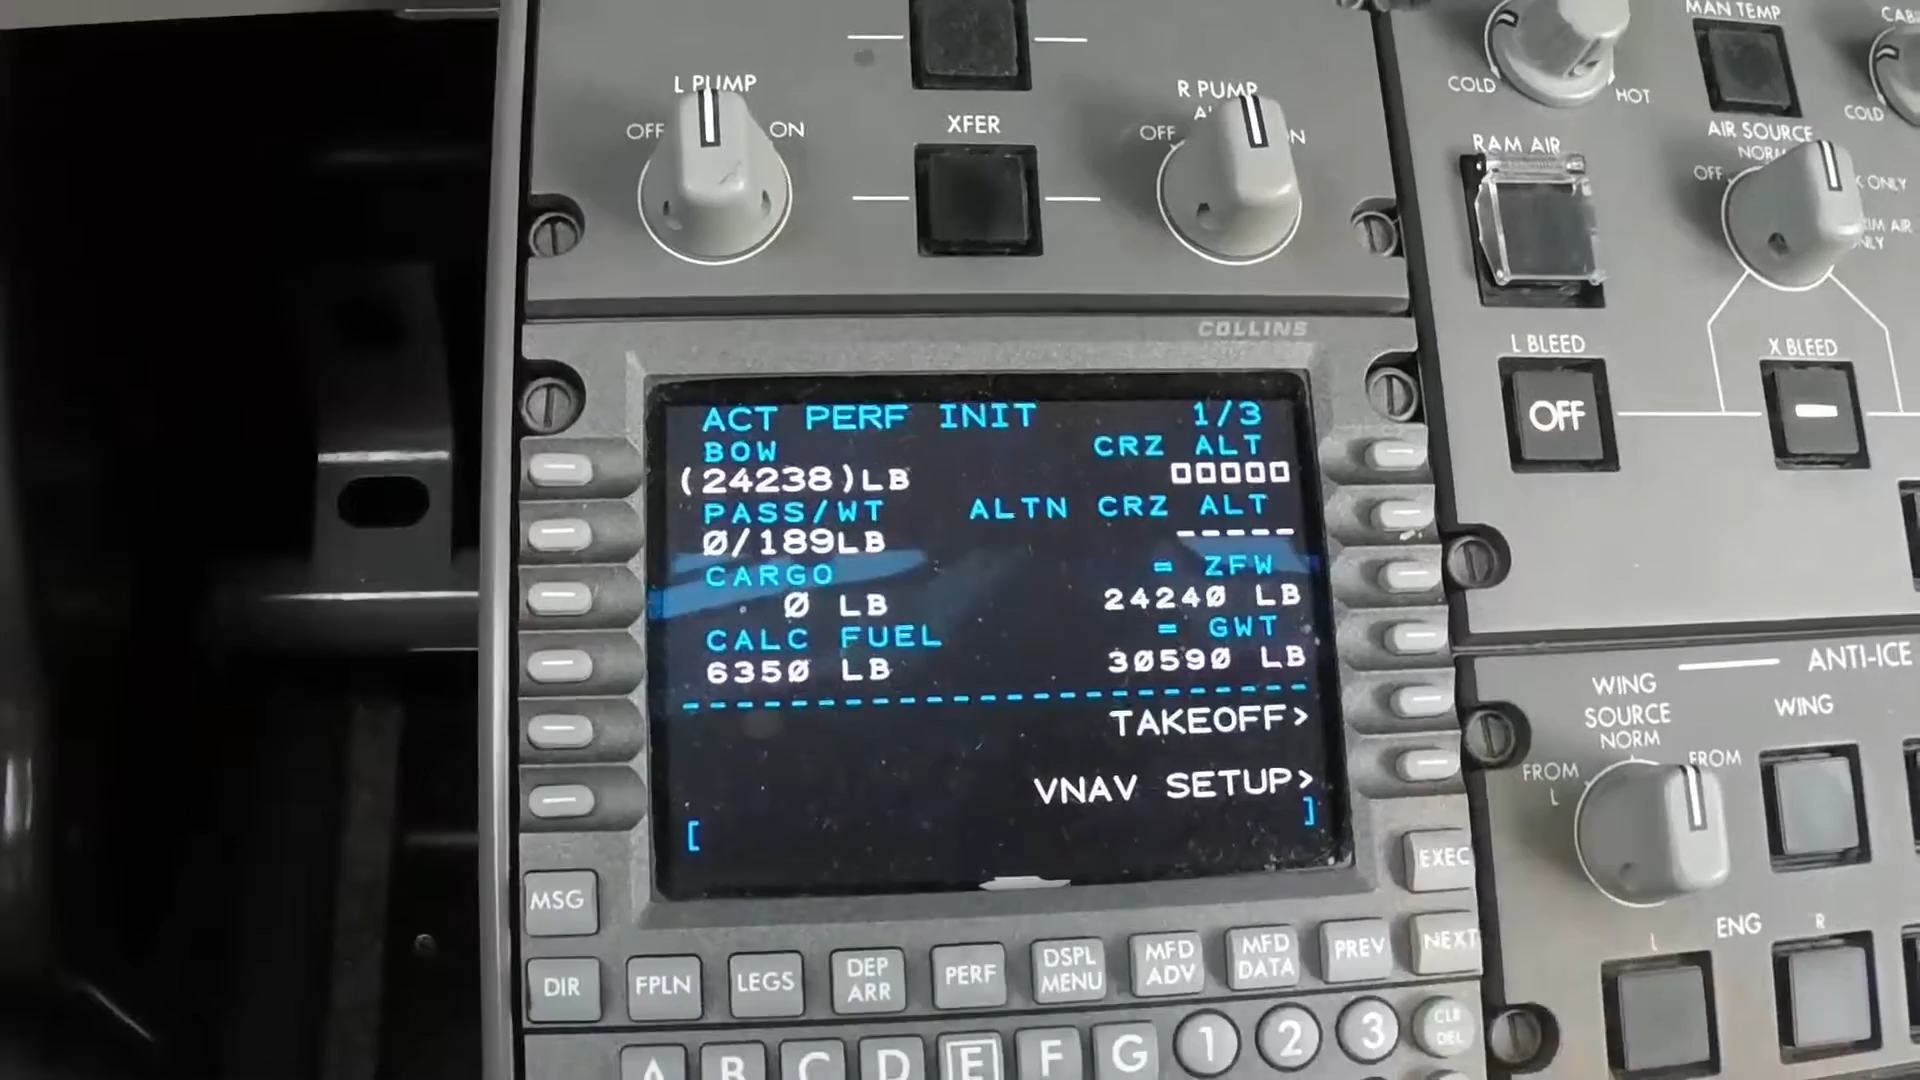 MAN TEMP
COLD
HOT
COLD
L PUMP
OFF
ON
XFER
R PUMP
OFF
RAM AIR
AIR SOURCE
NORM
OFF
L BLEED
OFF
X BLEED
COLLINS
ACT PERF INIT 1/3
BOW CRZ ALT
(24238)LB □□□□□
PASS/WT ALTN CRZ ALT
0/189LB -----
CARGO = ZFW
0 LB 24240 LB
CALC FUEL = GWT
6350 LB 30590 LB
------------------------
TAKEOFF>
VNAV SETUP>
[ ]
ANTI-ICE
WING
SOURCE
NORM
FROM
L
FROM
WING
ENG
L
R
EXEC
MSG
DIR
FPLN
LEGS
DEP
ARR
PERF
DSPL
MENU
MFD
ADV
MFD
DATA
PREV
NEXT
A B C D E F G 1 2 3
CLR
DEL